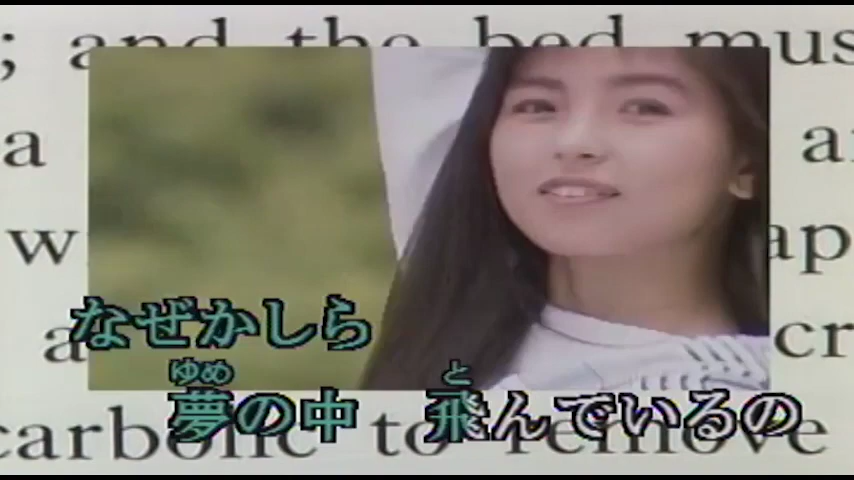 ; and the bed mus
a
a
w
ap
a
cr
なぜかしら
ゆめ と
夢の中 飛んでいるの
carbolic to remove